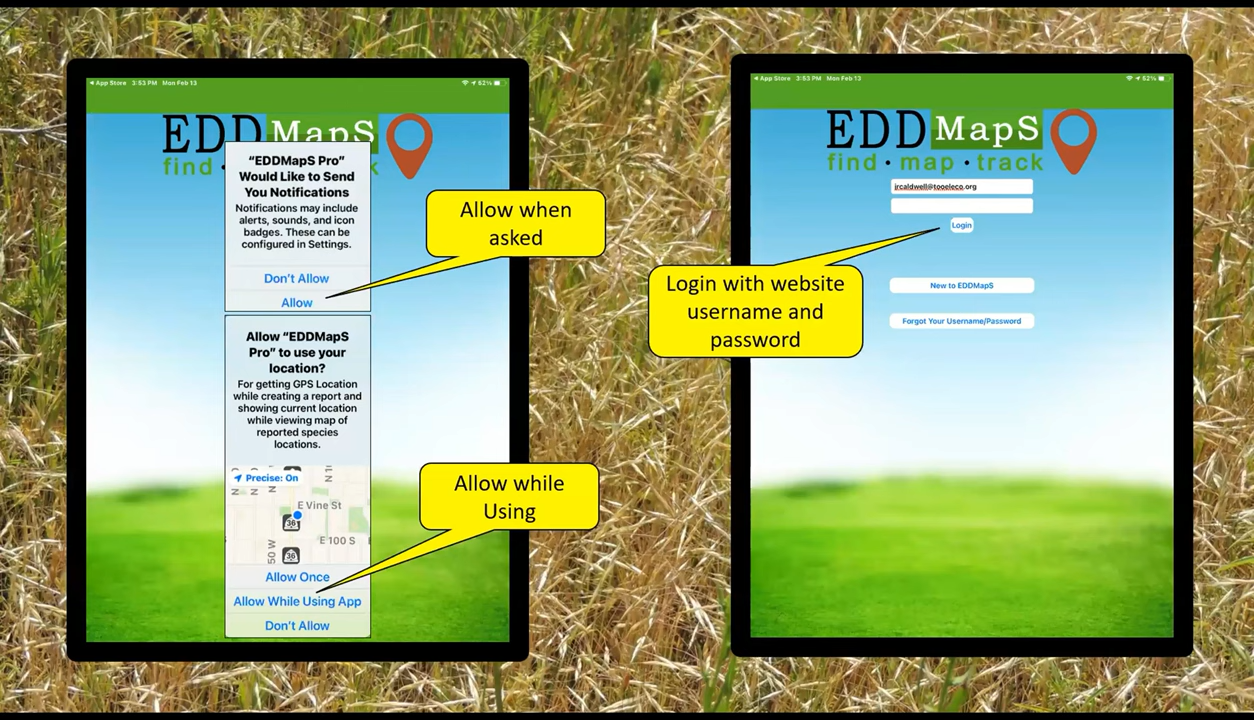 App Store 3:53 PM Mon Feb 13
52%
EDDMapS
find
k
"EDDMapS Pro"
Would Like to Send
You Notifications
Notifications may include
alerts, sounds, and icon
badges. These can be
configured in Settings.
Don't Allow
Allow
Allow "EDDMapS
Pro" to use your
location?
For getting GPS Location
while creating a report and
showing current location
while viewing map of
reported species
locations.
Precise: On
N 1
E Vine St
36
E 100 S
50 W
36
Allow Once
Allow While Using App
Don't Allow
Allow when
asked
Allow while
Using
App Store 3:53 PM Mon Feb 13
52%
EDDMapS
find • map • track
jrcaldwell@tooeleco.org
Login
New to EDDMapS
Forgot Your Username/Password
Login with website
username and
password